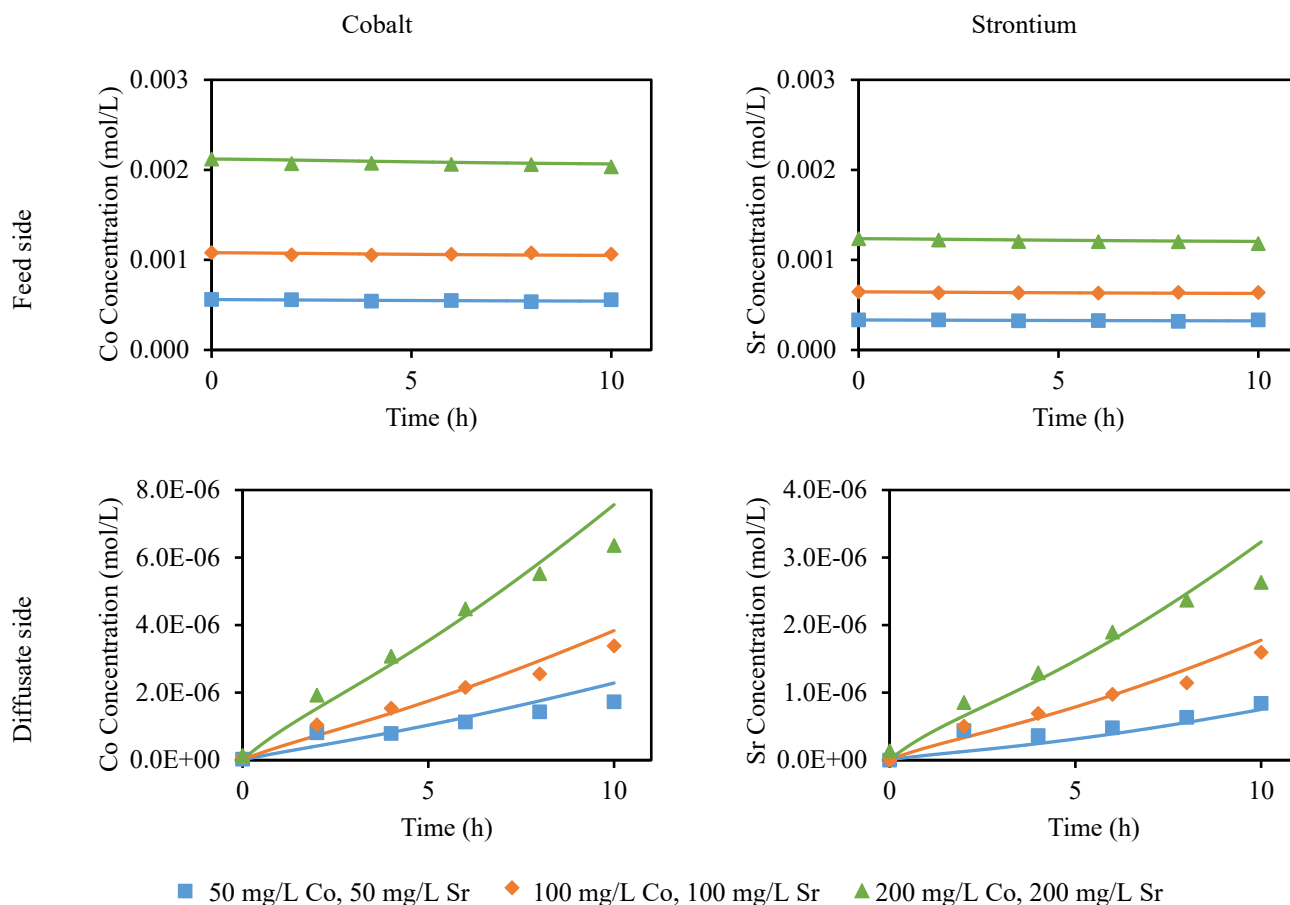 Cobalt
Strontium
Feed side
Co Concentration (mol/L)
0.003
0.002
0.001
0.000
0 5 10
Time (h)
Sr Concentration (mol/L)
0.003
0.002
0.001
0.000
0 5 10
Time (h)
Diffusate side
Co Concentration (mol/L)
8.0E-06
6.0E-06
4.0E-06
2.0E-06
0.0E+00
0 5 10
Time (h)
Sr Concentration (mol/L)
4.0E-06
3.0E-06
2.0E-06
1.0E-06
0.0E+00
0 5 10
Time (h)
50 mg/L Co, 50 mg/L Sr 100 mg/L Co, 100 mg/L Sr 200 mg/L Co, 200 mg/L Sr